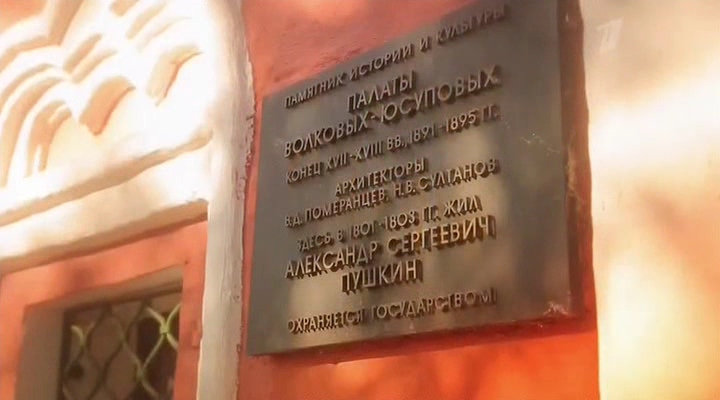 ПАМЯТНИК ИСТОРИИ И КУЛЬТУРЫ
ПАЛАТЫ
ВОЛКОВЫХ-ЮСУПОВЫХ
КОНЕЦ XVII-XVIII ВВ., 1891-1895 ГГ.
АРХИТЕКТОРЫ
В.Д. ПОМЕРАНЦЕВ, Н.В. СУЛТАНОВ
ЗДЕСЬ В 1801-1803 ГГ. ЖИЛ
АЛЕКСАНДР СЕРГЕЕВИЧ
ПУШКИН
ОХРАНЯЕТСЯ ГОСУДАРСТВОМ